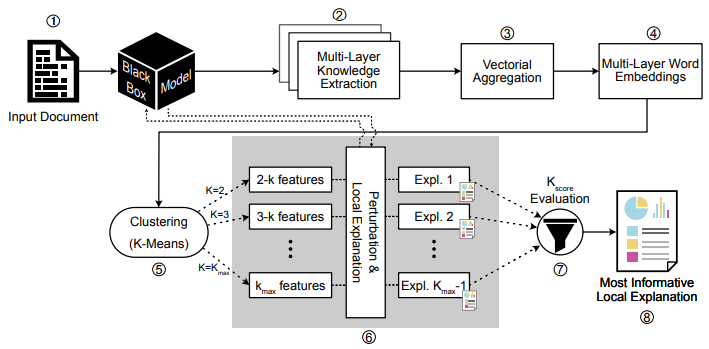 ①
Input Document
Black
Box
Model
②
Multi-Layer
Knowledge
Extraction
③
Vectorial
Aggregation
④
Multi-Layer Word
Embeddings
Clustering
(K-Means)
⑤
K=2
K=3
K=Kmax
2-k features
3-k features
kmax features
Perturbation &
Local Explanation
Expl. 1
Expl. 2
Expl. Kmax-1
⑥
Kscore
Evaluation
⑦
Most Informative
Local Explanation
⑧